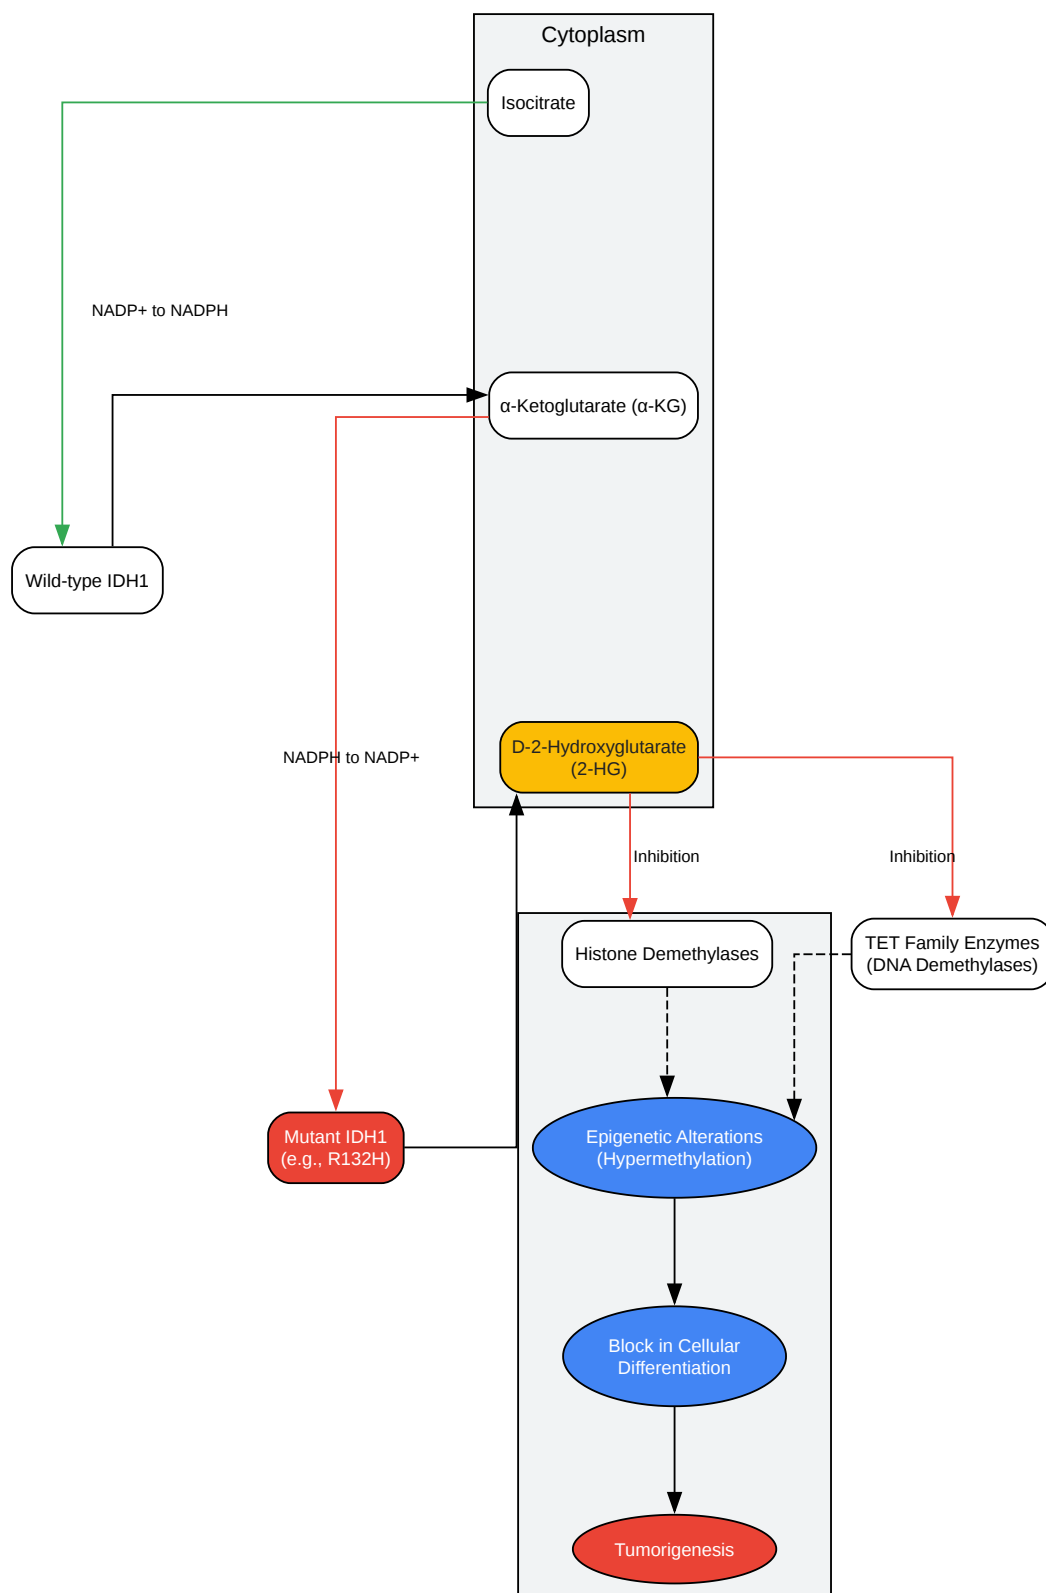 Cytoplasm
Isocitrate
NADP+ to NADPH
α-Ketoglutarate (α-KG)
Wild-type IDH1
D-2-Hydroxyglutarate
(2-HG)
NADPH to NADP+
Inhibition
Inhibition
Histone Demethylases
TET Family Enzymes
(DNA Demethylases)
Mutant IDH1
(e.g., R132H)
Epigenetic Alterations
(Hypermethylation)
Block in Cellular
Differentiation
Tumorigenesis